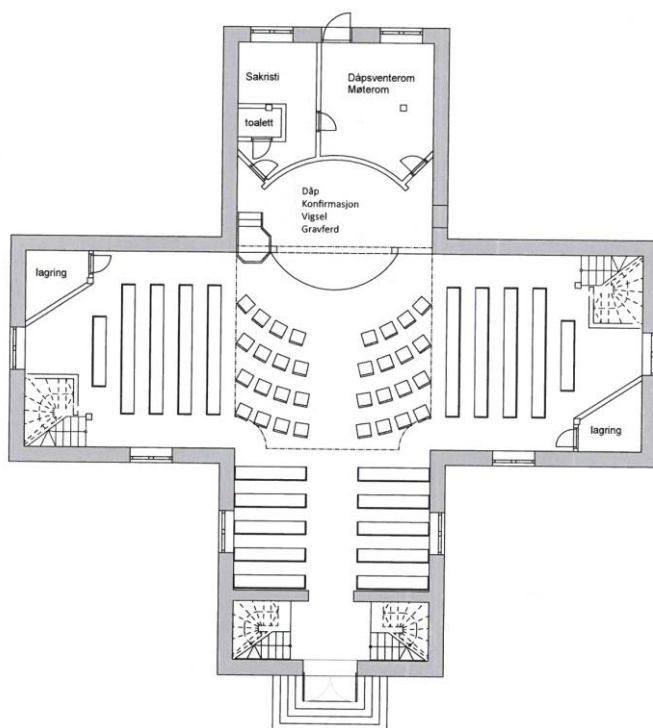 Sakristi
Dåpsventerom
Møterom
toalett
Dåp
Konfirmasjon
Vigsel
Gravferd
lagring
lagring